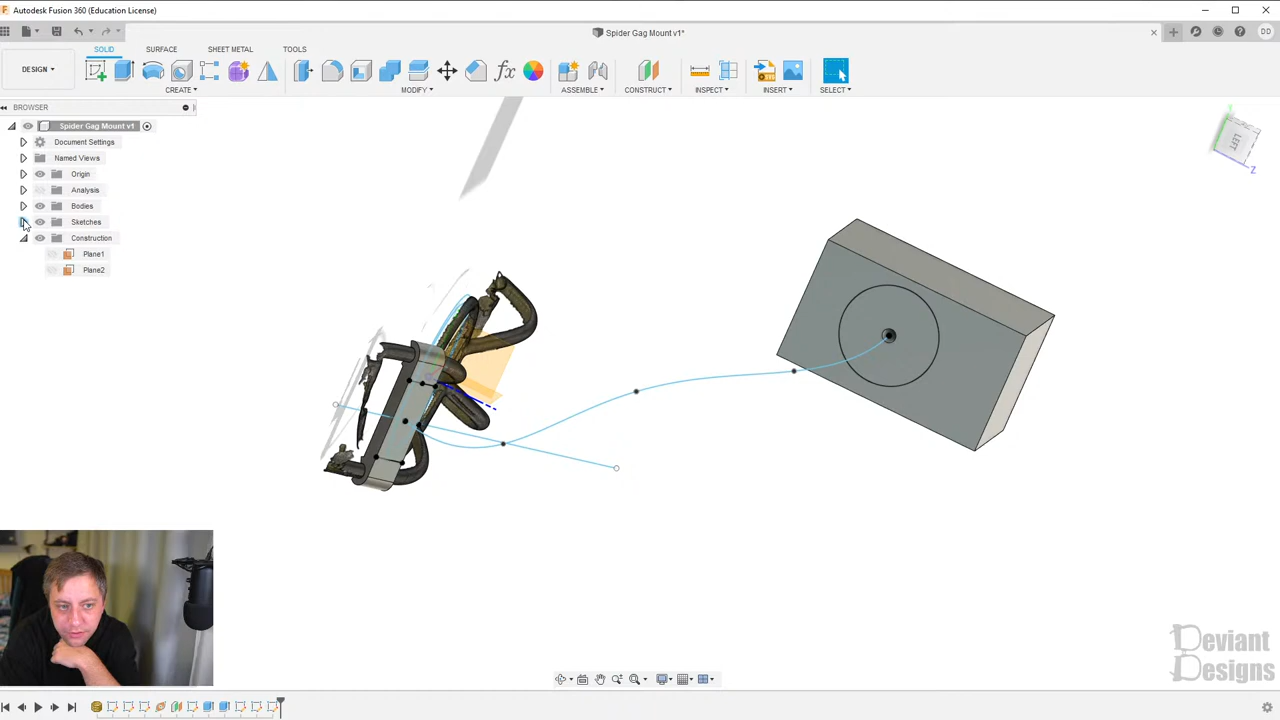 Autodesk Fusion 360 (Education License)
Spider Gag Mount v1*
DD
DESIGN
SOLID
SURFACE
SHEET METAL
TOOLS
CREATE
MODIFY
ASSEMBLE
CONSTRUCT
INSPECT
INSERT
SELECT
BROWSER
Spider Gag Mount v1
Document Settings
Named Views
Origin
Analysis
Bodies
Sketches
Construction
Plane1
Plane2
LEFT
Z
Deviant
Designs